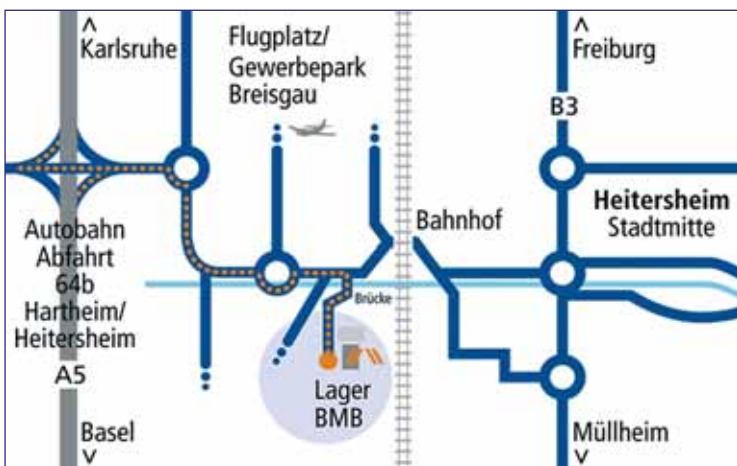 Karlsruhe
Flugplatz/
Gewerbepark
Breisgau
Freiburg
B3
Heitersheim
Stadtmitte
Bahnhof
Autobahn
Abfahrt
64b
Hartheim/
Heitersheim
Brücke
A5
Lager
BMB
Basel
Müllheim